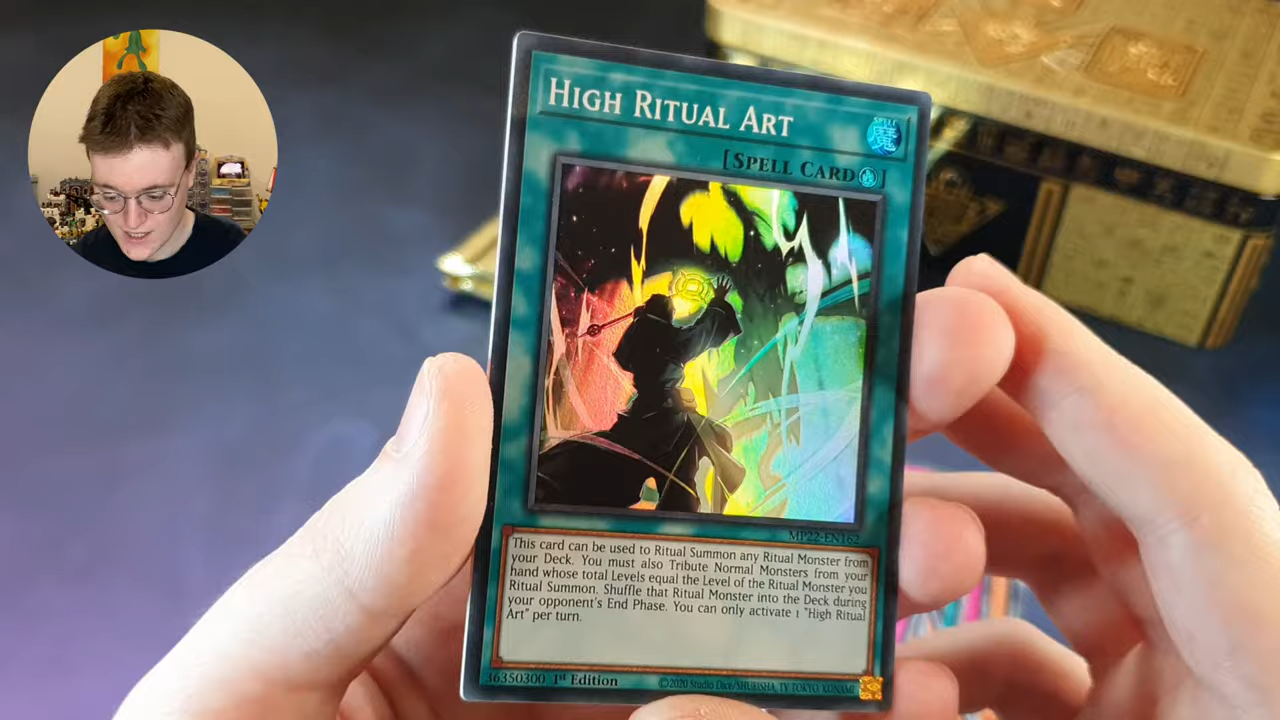 High Ritual Art
SPELL
魔
[Spell Card]
MP22-EN162
This card can be used to Ritual Summon any Ritual Monster from
your Deck. You must also Tribute Normal Monsters from your
hand whose total Levels equal the Level of the Ritual Monster you
Ritual Summon. Shuffle that Ritual Monster into the Deck during
your opponent's End Phase. You can only activate 1 "High Ritual
Art" per turn.
36350300 1st Edition
©2020 Studio Dice/SHUEISHA, TV TOKYO, KONAMI